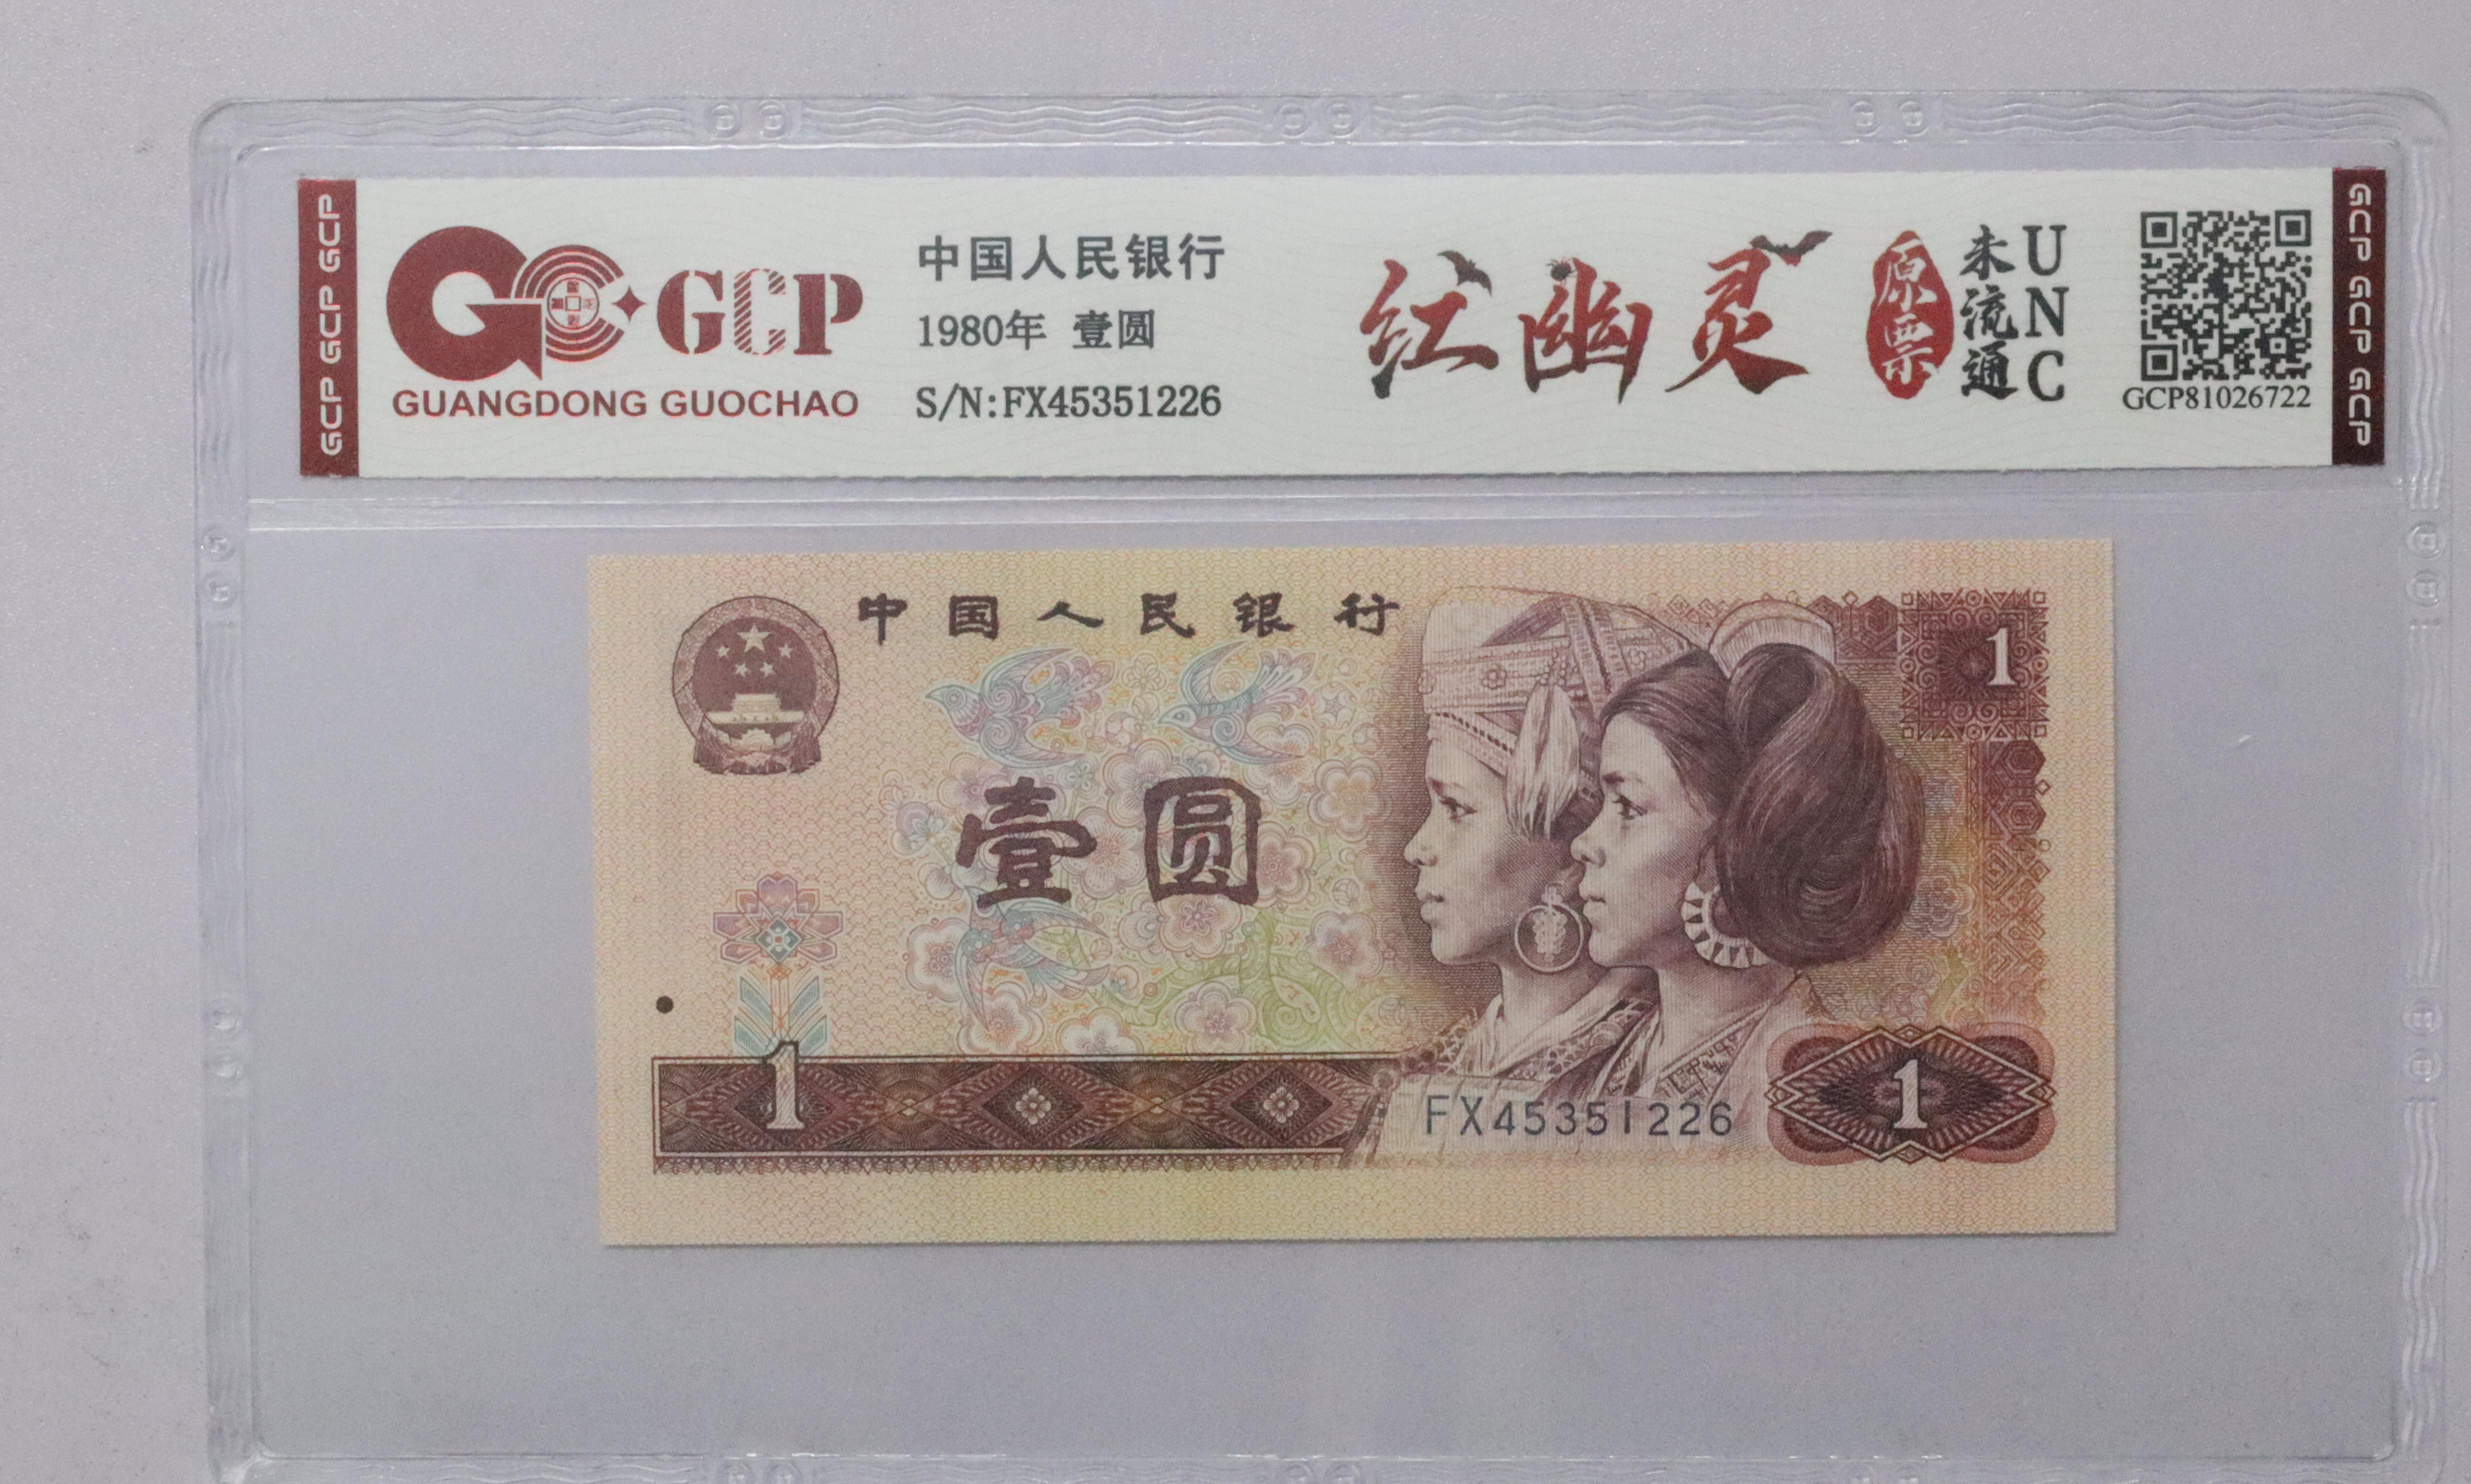 GCP GCP GCP
GCP
GUANGDONG GUOCHAO
中国人民银行
1980年 壹圆
S/N:FX45351226
红幽灵
原票
未流通
UNC
GCP81026722
GCP GCP GCP
中国人民银行
1
壹圆
1
FX45351226
1